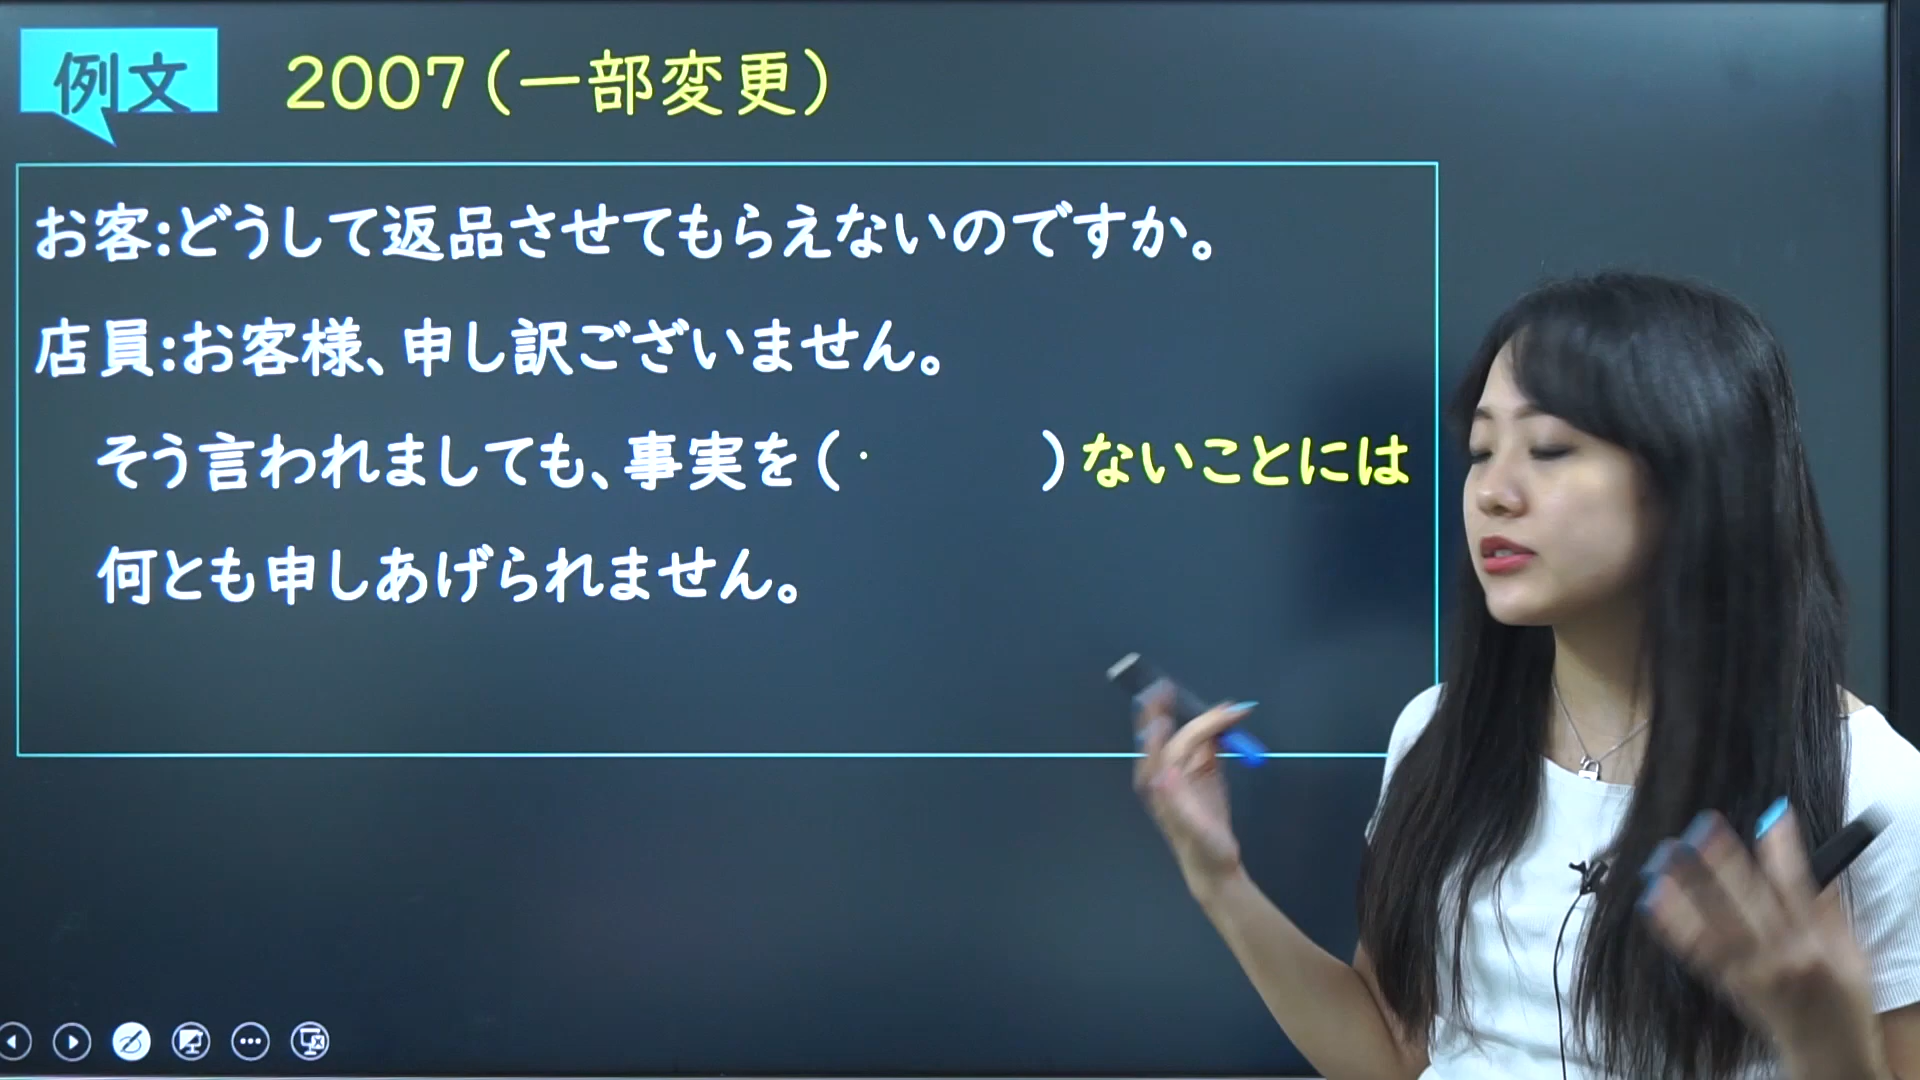 例文
2007(一部変更)
お客:どうして返品させてもらえないのですか。
店員:お客様、申し訳ございません。
そう言われましても、事実を(　　　)ないことには
何とも申しあげられません。